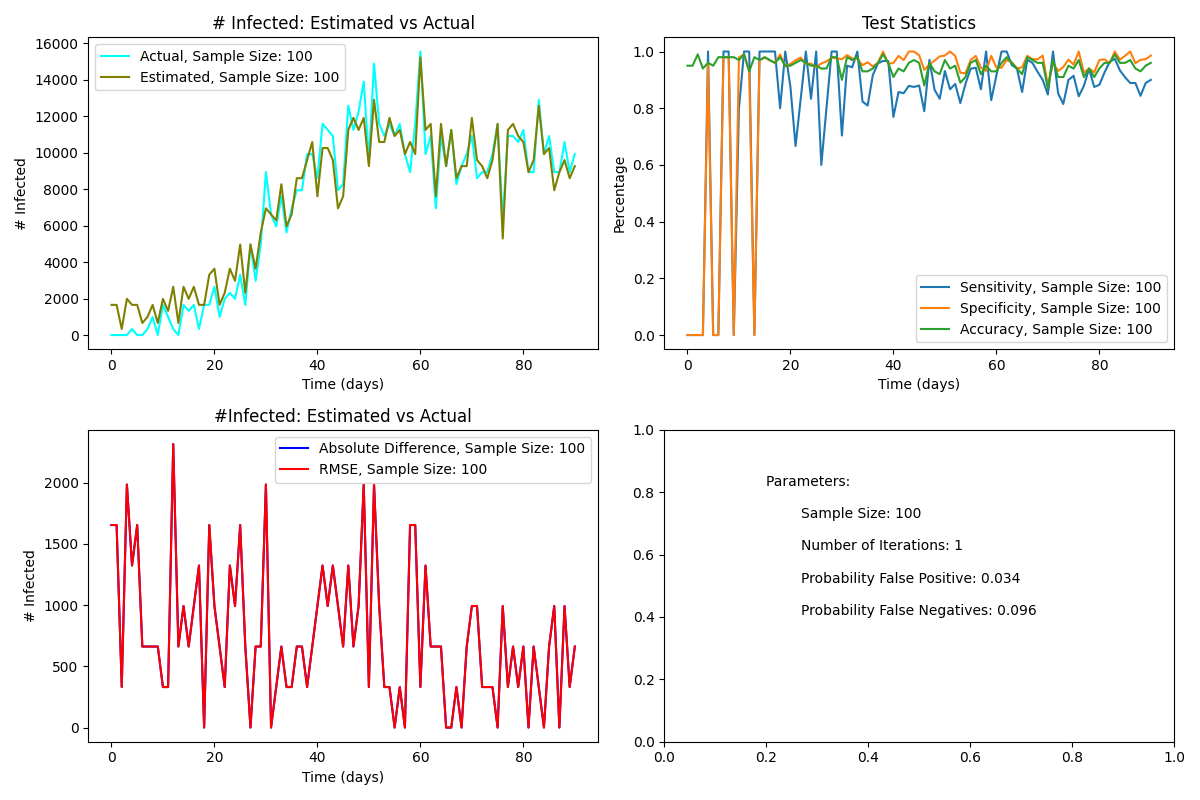 # Infected: Estimated vs Actual
Actual, Sample Size: 100
Estimated, Sample Size: 100
16000
14000
12000
10000
8000
6000
4000
2000
0
# Infected
0
20
40
60
80
Time (days)
Test Statistics
1.0
0.8
0.6
0.4
0.2
0.0
Percentage
Sensitivity, Sample Size: 100
Specificity, Sample Size: 100
Accuracy, Sample Size: 100
0
20
40
60
80
Time (days)
#Infected: Estimated vs Actual
Absolute Difference, Sample Size: 100
RMSE, Sample Size: 100
2000
1500
1000
500
0
# Infected
0
20
40
60
80
Time (days)
1.0
0.8
0.6
0.4
0.2
0.0
Parameters:
Sample Size: 100
Number of Iterations: 1
Probability False Positive: 0.034
Probability False Negatives: 0.096
0.0
0.2
0.4
0.6
0.8
1.0